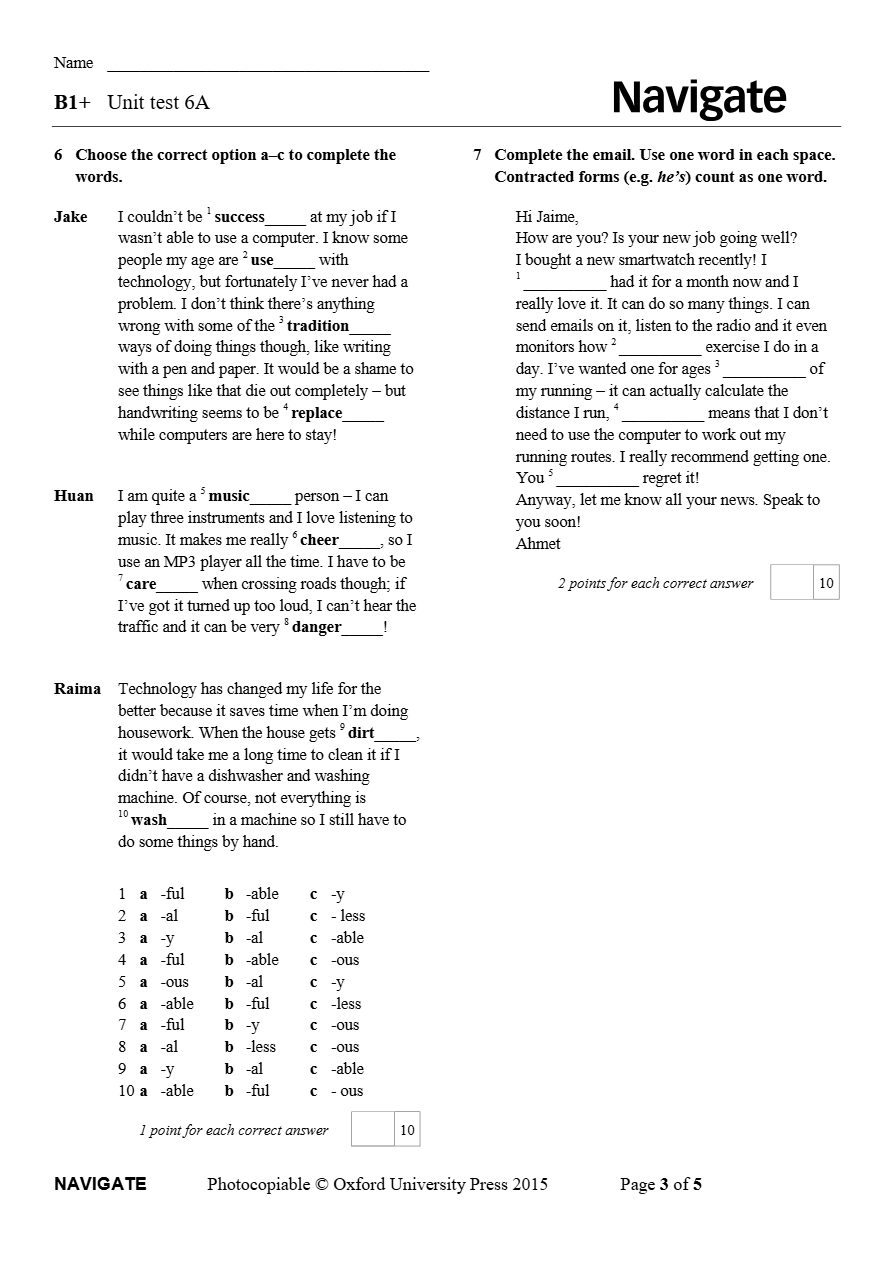 Name ______________________________________
B1+ Unit test 6A
Navigate
6 Choose the correct option a–c to complete the
words.
Jake I couldn’t be 1 success_____ at my job if I
wasn’t able to use a computer. I know some
people my age are 2 use_____ with
technology, but fortunately I’ve never had a
problem. I don’t think there’s anything
wrong with some of the 3 tradition_____
ways of doing things though, like writing
with a pen and paper. It would be a shame to
see things like that die out completely – but
handwriting seems to be 4 replace_____
while computers are here to stay!
Huan I am quite a 5 music_____ person – I can
play three instruments and I love listening to
music. It makes me really 6 cheer_____, so I
use an MP3 player all the time. I have to be
7 care_____ when crossing roads though; if
I’ve got it turned up too loud, I can’t hear the
traffic and it can be very 8 danger_____!
Raima Technology has changed my life for the
better because it saves time when I’m doing
housework. When the house gets 9 dirt_____,
it would take me a long time to clean it if I
didn’t have a dishwasher and washing
machine. Of course, not everything is
10 wash_____ in a machine so I still have to
do some things by hand.
1 a -ful b -able c -y
2 a -al b -ful c - less
3 a -y b -al c -able
4 a -ful b -able c -ous
5 a -ous b -al c -y
6 a -able b -ful c -less
7 a -ful b -y c -ous
8 a -al b -less c -ous
9 a -y b -al c -able
10 a -able b -ful c - ous
1 point for each correct answer 10
7 Complete the email. Use one word in each space.
Contracted forms (e.g. he’s) count as one word.
Hi Jaime,
How are you? Is your new job going well?
I bought a new smartwatch recently! I
1 __________ had it for a month now and I
really love it. It can do so many things. I can
send emails on it, listen to the radio and it even
monitors how 2 __________ exercise I do in a
day. I’ve wanted one for ages 3 __________ of
my running – it can actually calculate the
distance I run, 4 __________ means that I don’t
need to use the computer to work out my
running routes. I really recommend getting one.
You 5 __________ regret it!
Anyway, let me know all your news. Speak to
you soon!
Ahmet
2 points for each correct answer 10
NAVIGATE Photocopiable © Oxford University Press 2015 Page 3 of 5